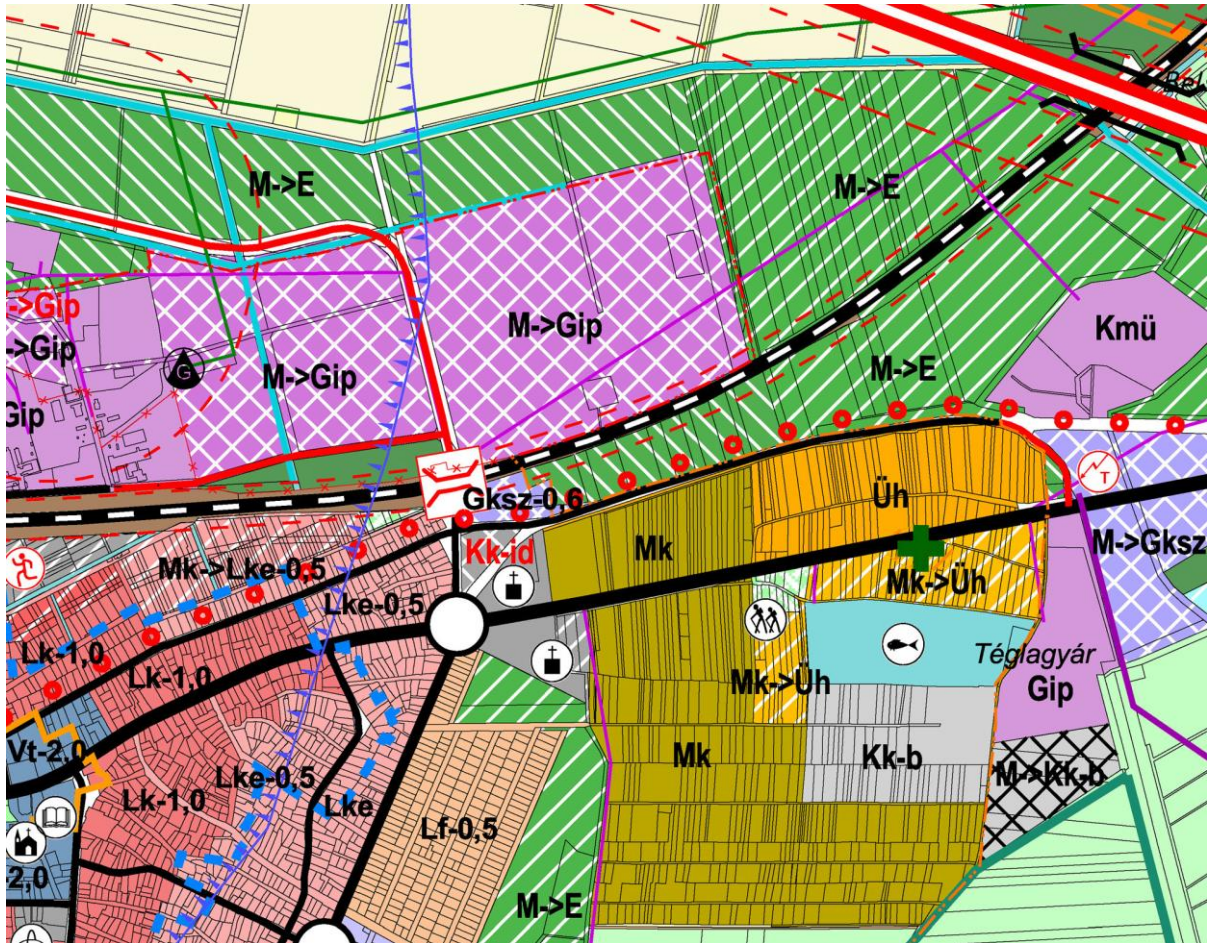 M->E
M->E
M->Gip
Kmü
->Gip
->Gip
M->Gip
M->E
Gip
G
Üh
Gksz-0,6
T
Mk
M->Gksz
Kk-id
Mk->Lke-0,5
Mk->Üh
Lke-0,5
Lk-1,0
Téglagyár
Lk-1,0
Mk->Üh
Gip
Vt-2,0
Mk
Kk-b
Lke-0,5
Lke
M->Kk-b
Lk-1,0
Lf-0,5
2,0
M->E